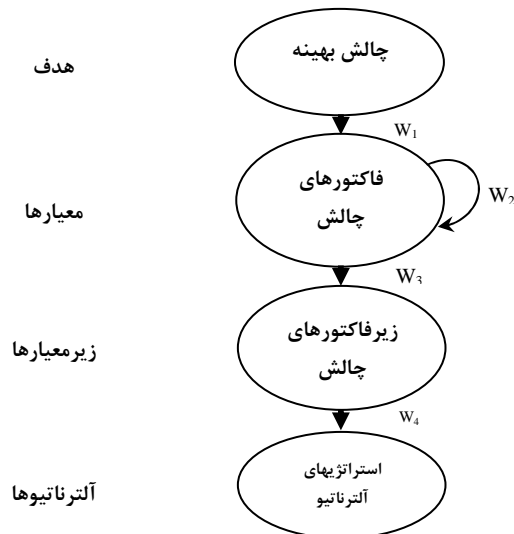 چالش بهینه
هدف
W1
فاکتورهای
چالش
معیارها
W2
W3
زیرفاکتورهای
چالش
زیرمعیارها
W4
استراتژیهای
آلترناتیو
آلترناتیوها